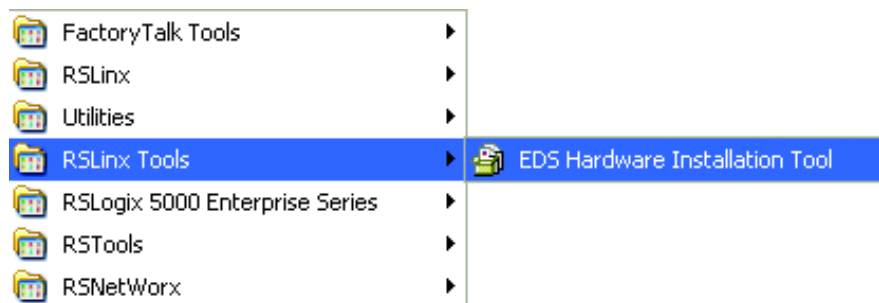 FactoryTalk Tools
RSLinx
Utilities
RSLinx Tools
EDS Hardware Installation Tool
RSLogix 5000 Enterprise Series
RSTools
RSNetWorx